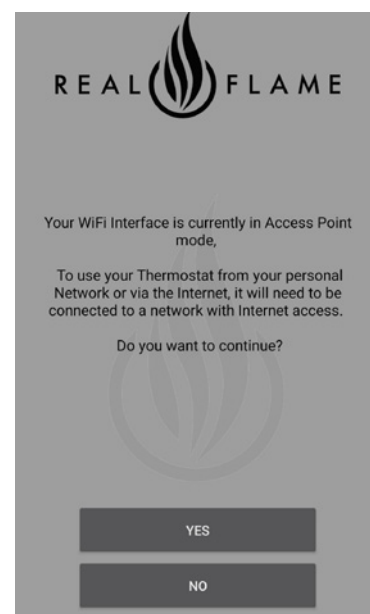 REAL FLAME
Your WiFi Interface is currently in Access Point
mode,
To use your Thermostat from your personal
Network or via the Internet, it will need to be
connected to a network with Internet access.
Do you want to continue?
YES
NO